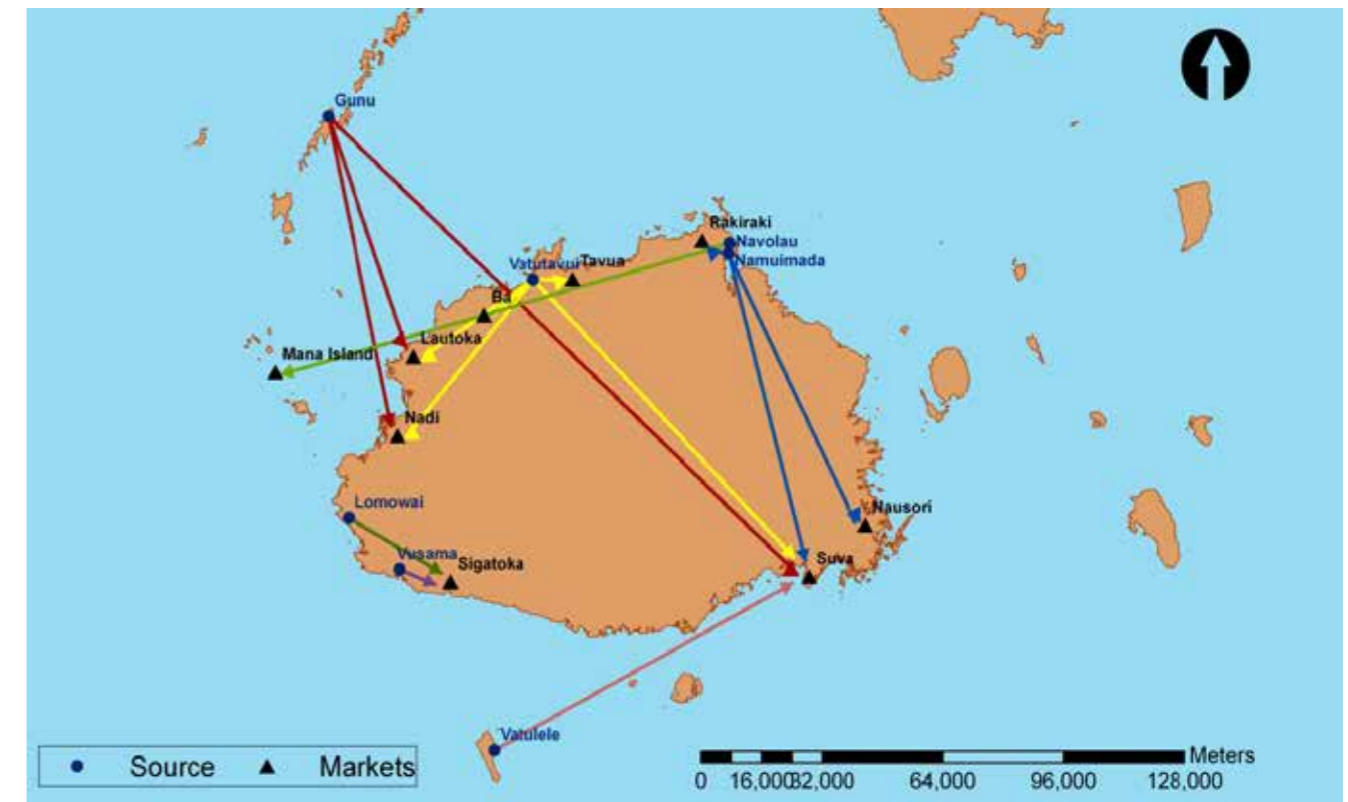 Gunu
Rakiraki
Navolau
Namuimada
Vatutavui
Tavua
Ba
Lautoka
Mana Island
Nadi
Lomowai
Nausori
Vusama
Sigatoka
Suva
Vatulele
Source
Markets
Meters
0 16,000 32,000 64,000 96,000 128,000